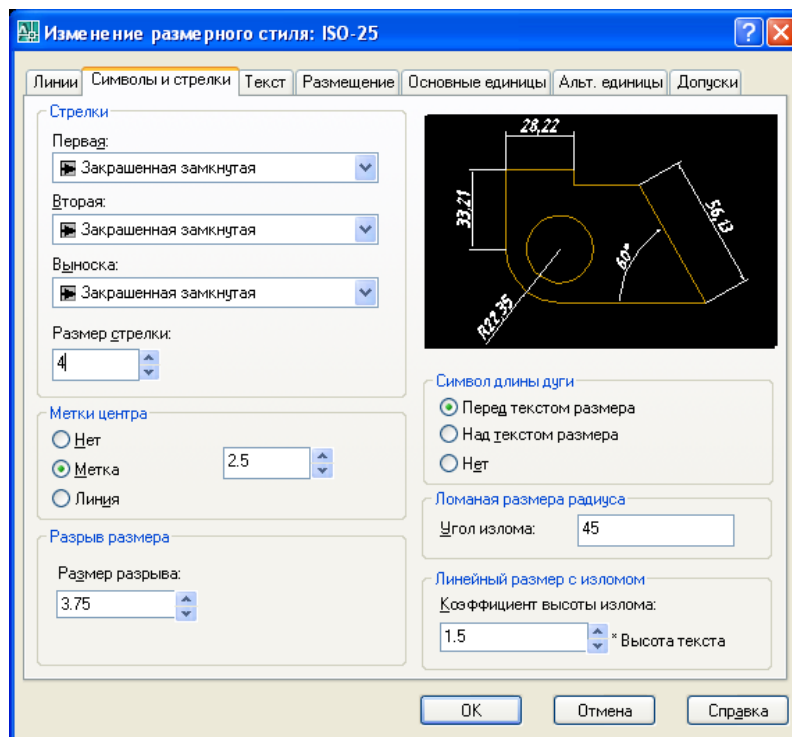 Изменение размерного стиля: ISO-25
Линии Символы и стрелки Текст Размещение Основные единицы Альт. единицы Допуски
Стрелки
Первая:
Закрашенная замкнутая
Вторая:
Закрашенная замкнутая
Выноска:
Закрашенная замкнутая
Размер стрелки:
4
Метки центра
Нет
Метка
2.5
Линия
Разрыв размера
Размер разрыва:
3.75
28,22
33,21
56,13
60°
R22,35
Символ длины дуги
Перед текстом размера
Над текстом размера
Нет
Ломаная размера радиуса
Угол излома: 45
Линейный размер с изломом
Коэффициент высоты излома:
1.5 * Высота текста
OK Отмена Справка